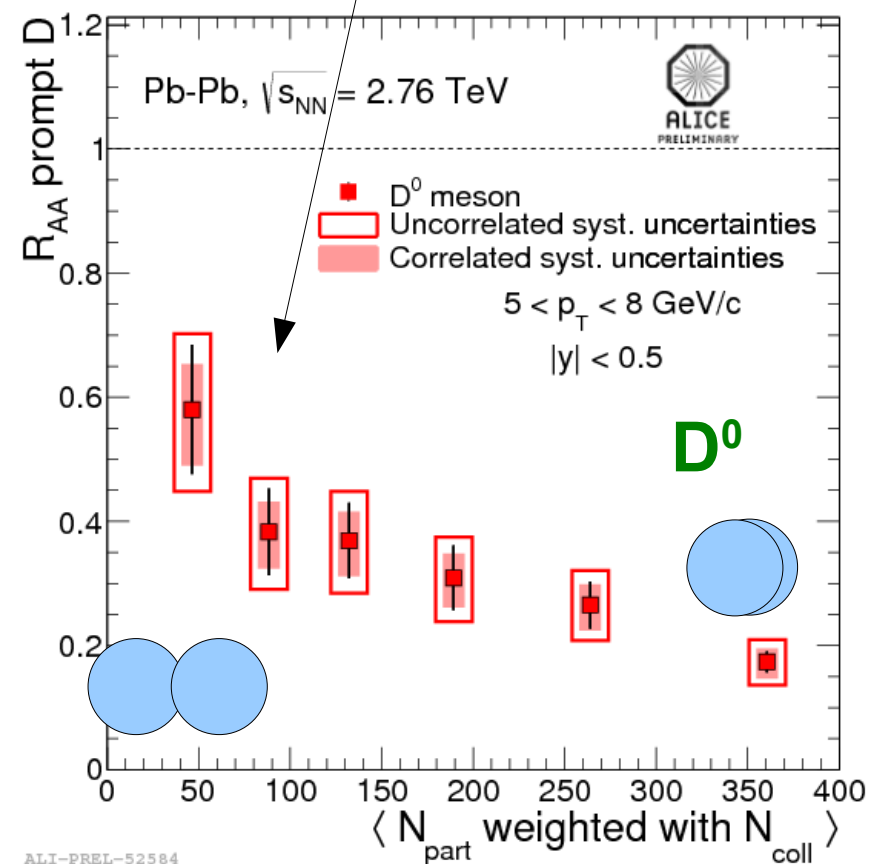 R_AA prompt D
1.2
1
0.8
0.6
0.4
0.2
0
Pb-Pb, √s_NN = 2.76 TeV
ALICE
PRELIMINARY
D⁰ meson
Uncorrelated syst. uncertainties
Correlated syst. uncertainties
5 < p_T < 8 GeV/c
|y| < 0.5
D⁰
0 50 100 150 200 250 300 350 400
⟨ N_part weighted with N_coll ⟩
ALI-PREL-52584